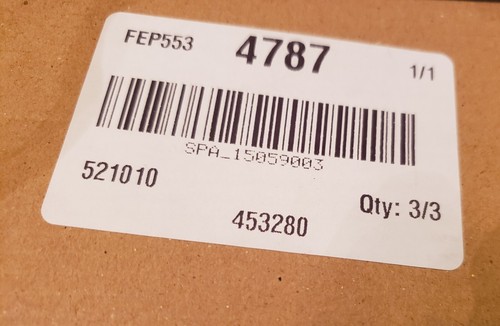 FEP553 4787 1/1
SPA_15059003
521010 Qty: 3/3
453280